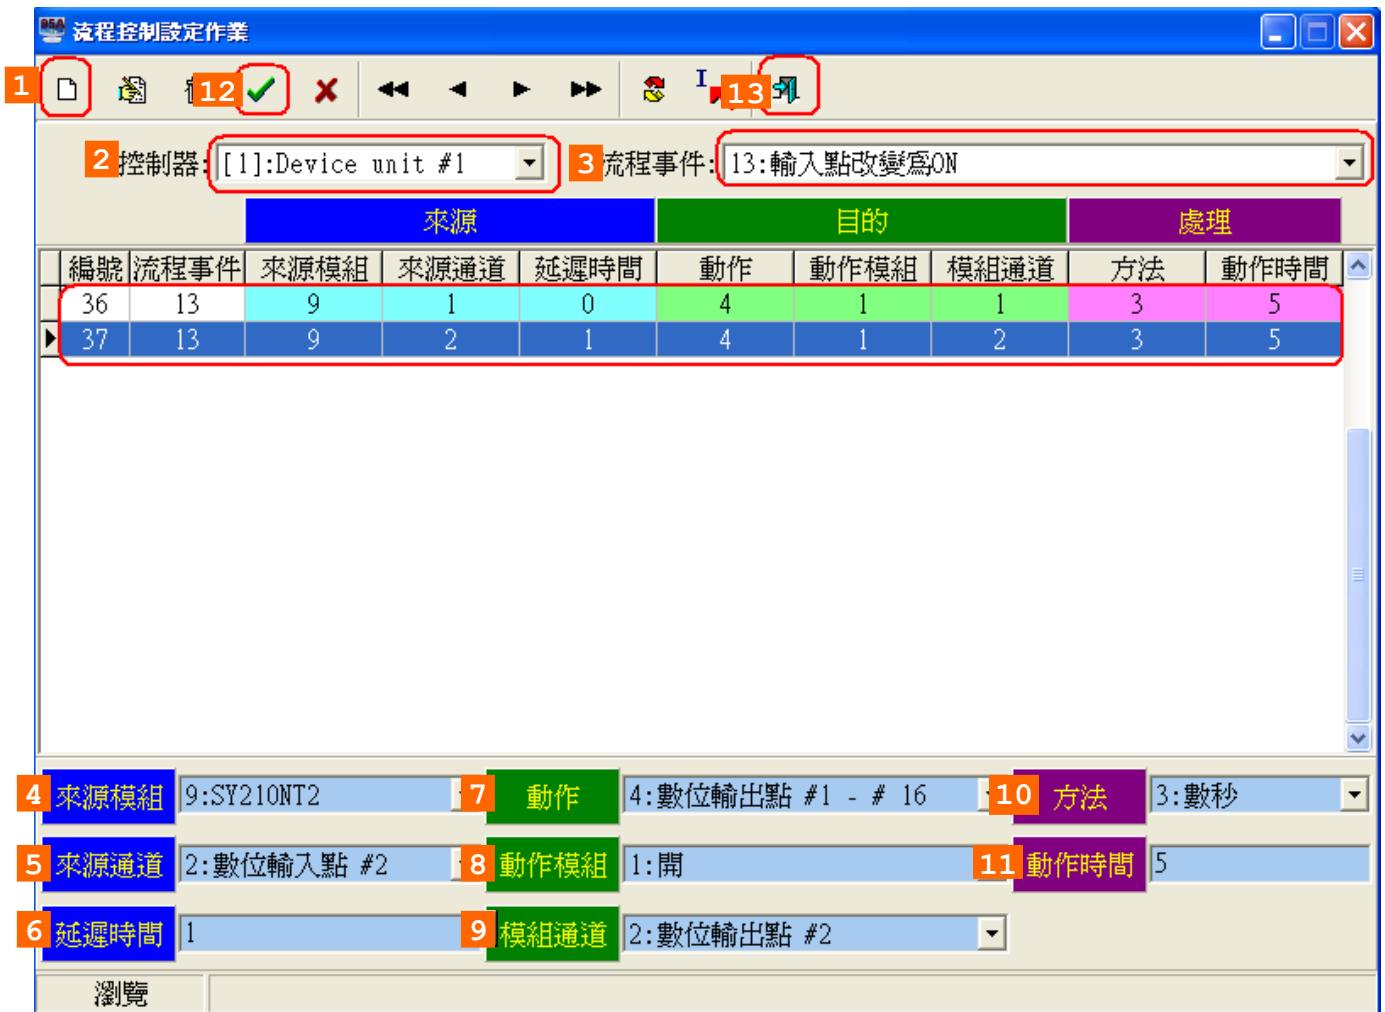 95A 流程控制設定作業
1 12 I 13
2 控制器: [1]:Device unit #1 3 流程事件: 13:輸入點改變為ON
來源 目的 處理
編號 流程事件 來源模組 來源通道 延遲時間 動作 動作模組 模組通道 方法 動作時間
36 13 9 1 0 4 1 1 3 5
37 13 9 2 1 4 1 2 3 5
4 來源模組 9:SY210NT2 7 動作 4:數位輸出點 #1 - # 16 10 方法 3:數秒
5 來源通道 2:數位輸入點 #2 8 動作模組 1:開 11 動作時間 5
6 延遲時間 1 9 模組通道 2:數位輸出點 #2
瀏覽